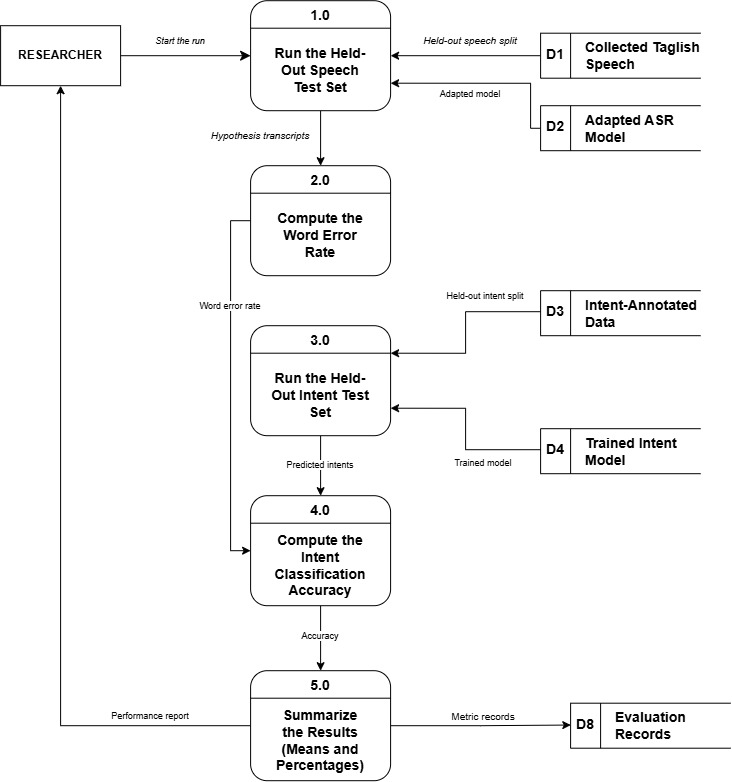 1.0
RESEARCHER
Start the run
Run the Held-
Out Speech
Test Set
Held-out speech split
D1
Collected Taglish
Speech
Adapted model
D2
Adapted ASR
Model
Hypothesis transcripts
2.0
Compute the
Word Error
Rate
Word error rate
Held-out intent split
D3
Intent-Annotated
Data
3.0
Run the Held-
Out Intent Test
Set
Trained model
D4
Trained Intent
Model
Predicted intents
4.0
Compute the
Intent
Classification
Accuracy
Accuracy
5.0
Summarize
the Results
(Means and
Percentages)
Performance report
Metric records
D8
Evaluation
Records